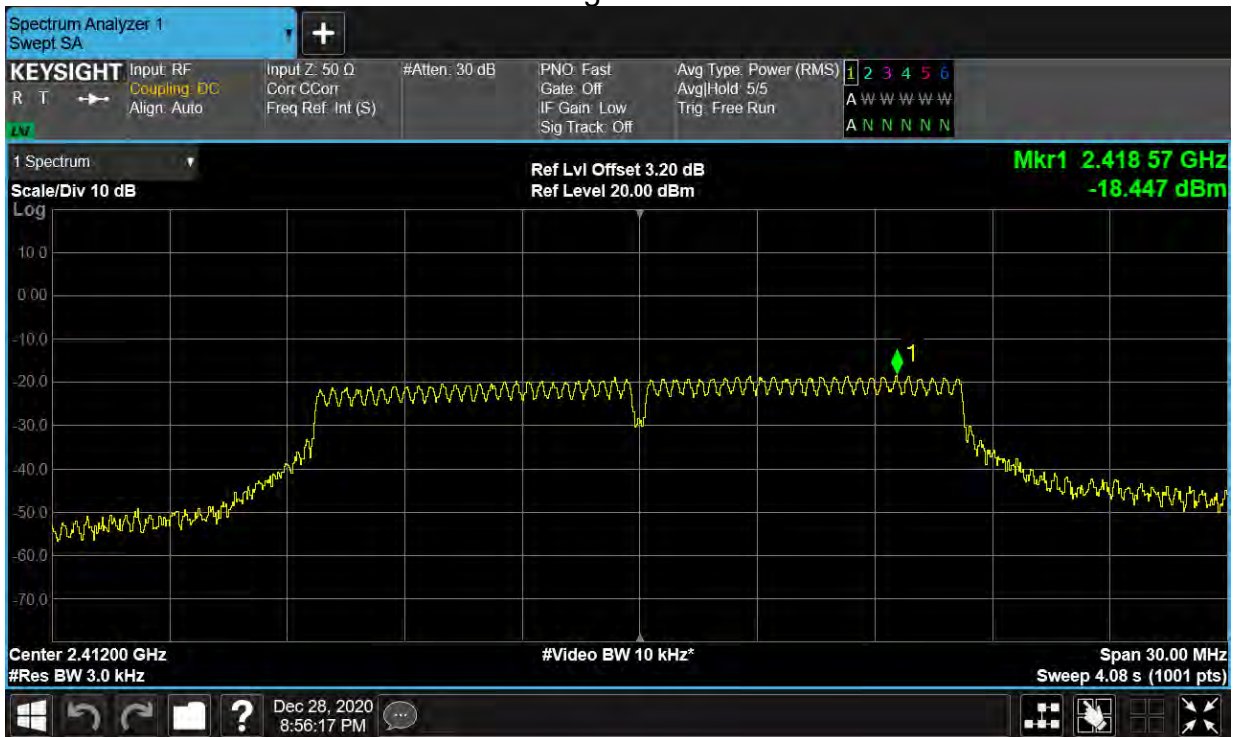 Spectrum Analyzer 1
Swept SA
+
KEYSIGHT Input: RF Input Z: 50 Ω #Atten: 30 dB PNO: Fast Avg Type: Power (RMS) 1 2 3 4 5 6
R T Coupling: DC Corr CCorr Gate: Off Avg|Hold: 5/5 A W W W W W
Align: Auto Freq Ref: Int (S) IF Gain: Low Trig: Free Run
Sig Track: Off A N N N N N
1 Spectrum
Ref Lvl Offset 3.20 dB Mkr1 2.418 57 GHz
Scale/Div 10 dB Ref Level 20.00 dBm -18.447 dBm
Log
10.0
0.00
-10.0
1
-20.0
-30.0
-40.0
-50.0
-60.0
-70.0
Center 2.41200 GHz #Video BW 10 kHz* Span 30.00 MHz
#Res BW 3.0 kHz Sweep 4.08 s (1001 pts)
? Dec 28, 2020
8:56:17 PM